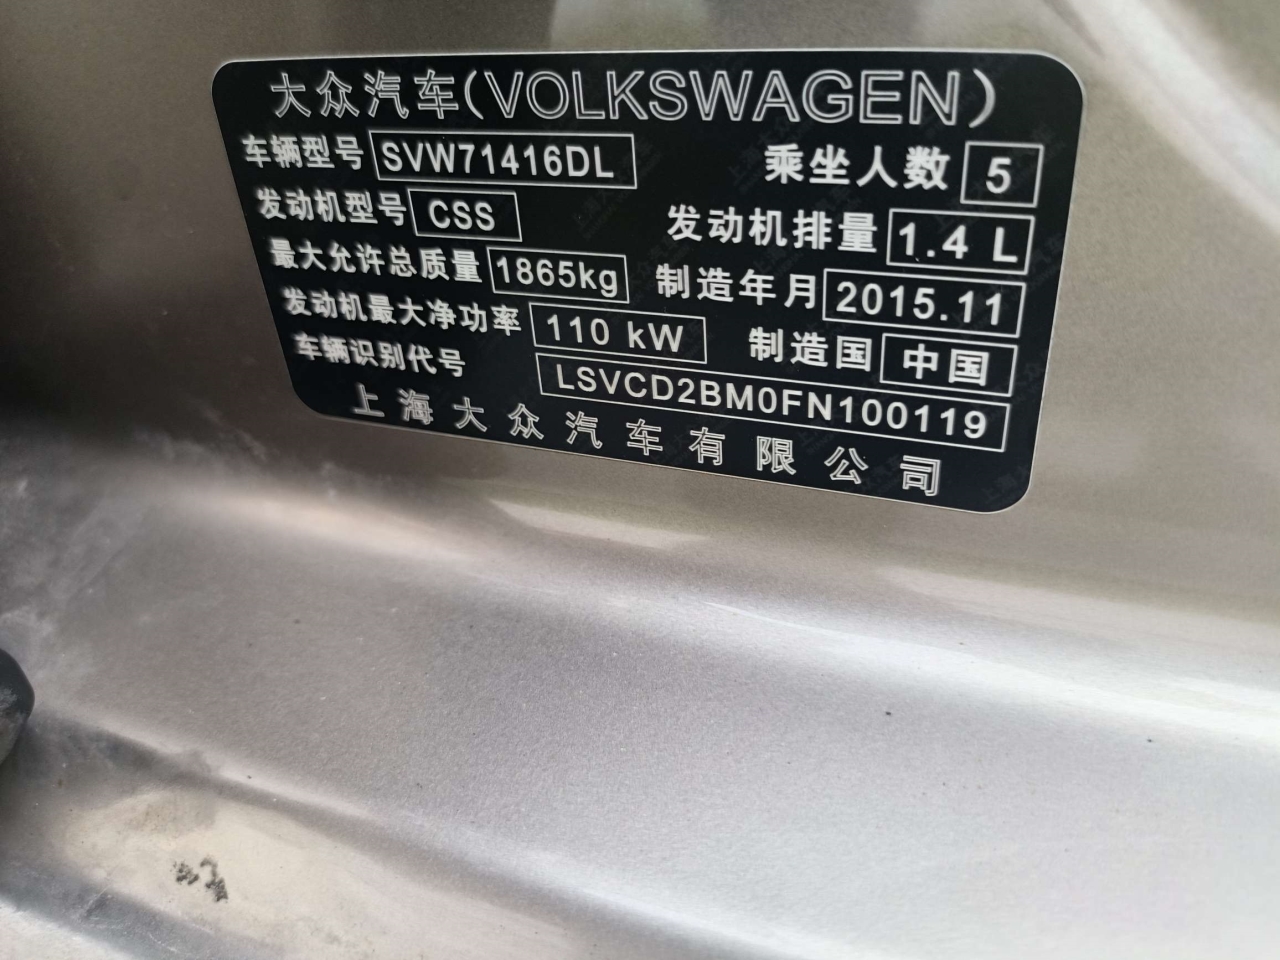 大众汽车(VOLKSWAGEN)
车辆型号 SVW71416DL 乘坐人数 5
发动机型号 CSS 发动机排量 1.4 L
最大允许总质量 1865kg 制造年月 2015.11
发动机最大净功率 110 kW 制造国 中国
车辆识别代号 LSVCD2BM0FN100119
上海大众汽车有限公司